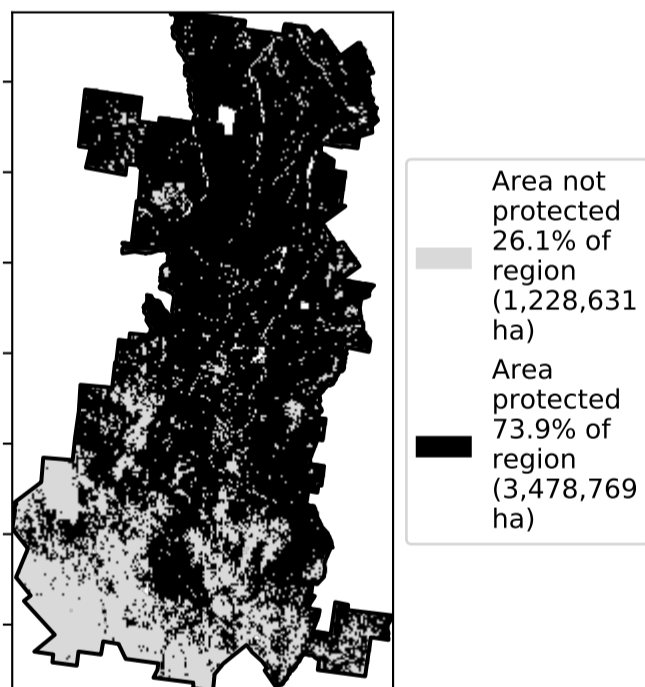 Area not
protected
26.1% of
region
(1,228,631
ha)
Area
protected
73.9% of
region
(3,478,769
ha)